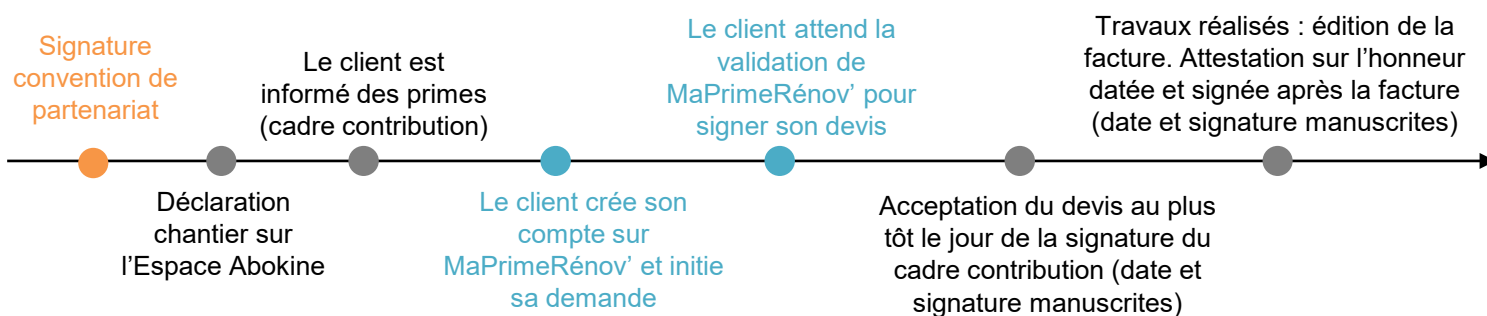 Signature
convention de
partenariat
Déclaration
chantier sur
l’Espace Abokine
Le client est
informé des primes
(cadre contribution)
Le client crée son
compte sur
MaPrimeRénov’ et initie
sa demande
Le client attend la
validation de
MaPrimeRénov’ pour
signer son devis
Acceptation du devis au plus
tôt le jour de la signature du
cadre contribution (date et
signature manuscrites)
Travaux réalisés : édition de la
facture. Attestation sur l’honneur
datée et signée après la facture
(date et signature manuscrites)